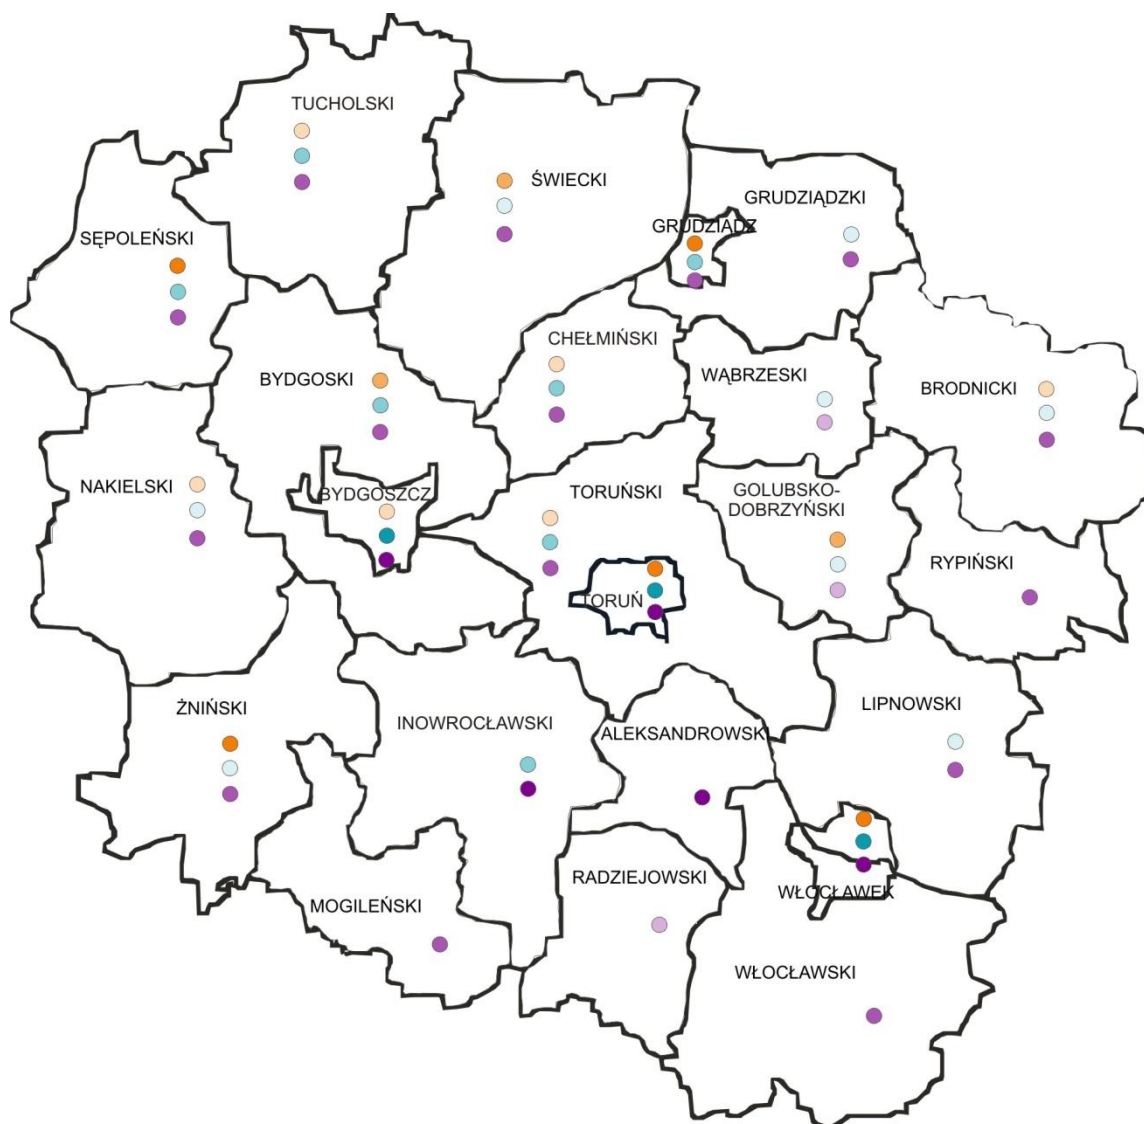 TUCHOLSKI
ŚWIECKI
GRUDZIĄDZKI
GRUDZIĄDZ
SĘPOLEŃSKI
CHEŁMIŃSKI
BYDGOSKI
WĄBRZESKI
BRODNICKI
NAKIELSKI
BYDGOSZCZ
TORUŃSKI
GOLUBSKO-
DOBRZYŃSKI
RYPIŃSKI
TORUŃ
ŻNIŃSKI
INOWROCŁAWSKI
ALEKSANDROWSKI
LIPNOWSKI
RADZIEJOWSKI
WŁOCŁAWEK
MOGILEŃSKI
WŁOCŁAWSKI